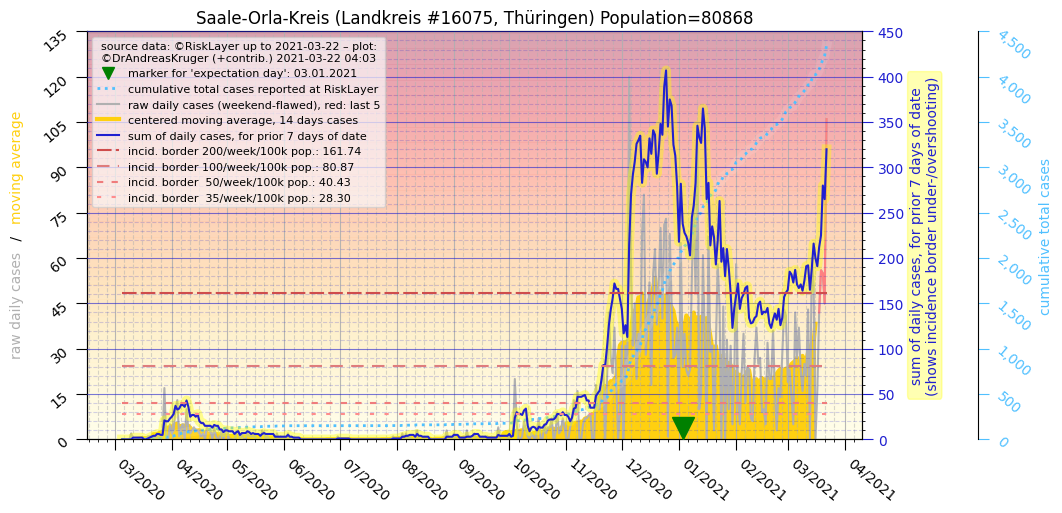 Saale-Orla-Kreis (Landkreis #16075, Thüringen) Population=80868
source data: ©RiskLayer up to 2021-03-22 – plot:
©DrAndreasKruger (+contrib.) 2021-03-22 04:03
marker for 'expectation day': 03.01.2021
cumulative total cases reported at RiskLayer
raw daily cases (weekend-flawed), red: last 5
centered moving average, 14 days cases
sum of daily cases, for prior 7 days of date
incid. border 200/week/100k pop.: 161.74
incid. border 100/week/100k pop.: 80.87
incid. border 50/week/100k pop.: 40.43
incid. border 35/week/100k pop.: 28.30
raw daily cases / moving average
135
120
105
90
75
60
45
30
15
0
03/2020
04/2020
05/2020
06/2020
07/2020
08/2020
09/2020
10/2020
11/2020
12/2020
01/2021
02/2021
03/2021
04/2021
450
400
350
300
250
200
150
100
50
0
sum of daily cases, for prior 7 days of date
(shows incidence border under-/overshooting)
4,500
4,000
3,500
3,000
2,500
2,000
1,500
1,000
500
0
cumulative total cases